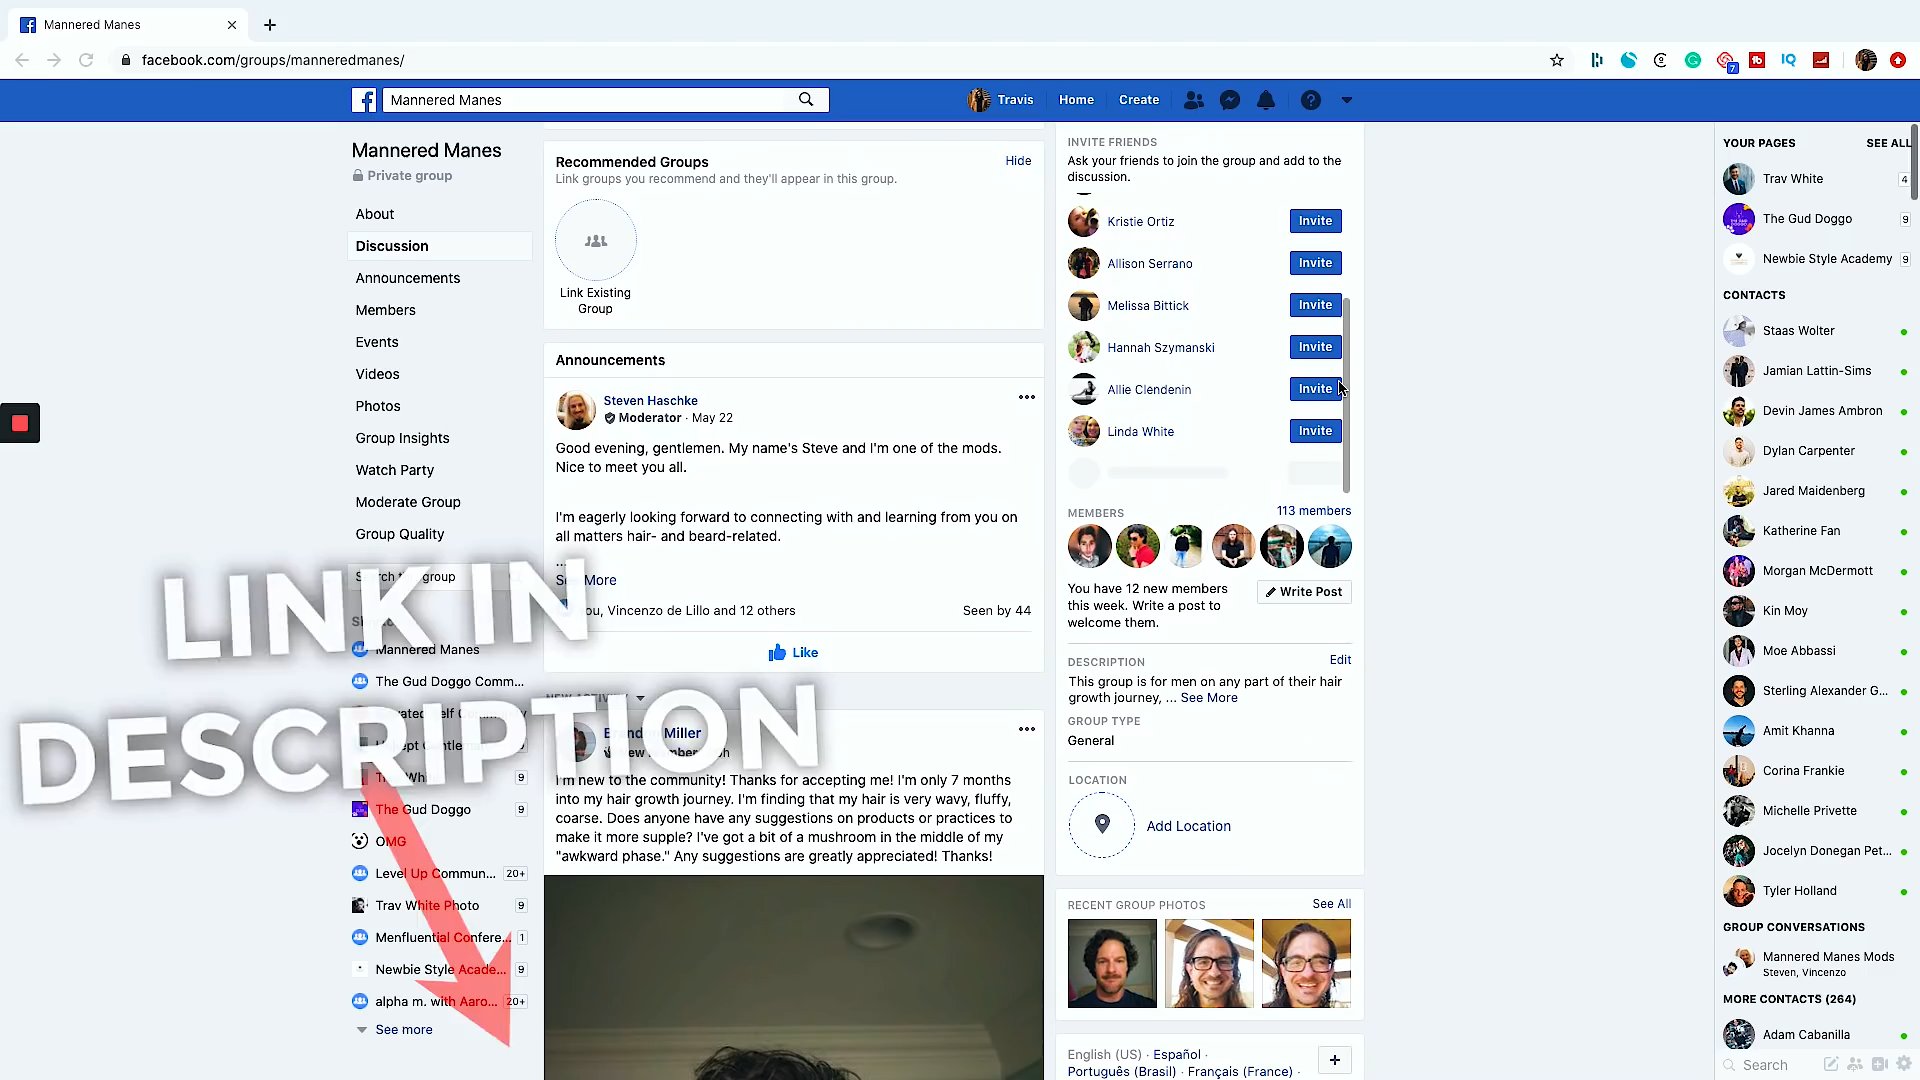 Mannered Manes
facebook.com/groups/manneredmanes/
7
Mannered Manes
Travis
Home
Create
Mannered Manes
Private group
About
Discussion
Announcements
Members
Events
Videos
Photos
Group Insights
Watch Party
Moderate Group
Group Quality
group
Mannered Manes
The Gud Doggo Comm...
9
The Gud Doggo 9
OMG
Level Up Commun... 20+
Trav White Photo 9
Menfluential Confere... 1
Newbie Style Acade... 9
alpha m. with Aaro... 20+
See more
LINK IN
DESCRIPTION
Recommended Groups
Hide
Link groups you recommend and they'll appear in this group.
Link Existing
Group
Announcements
Steven Haschke
Moderator · May 22
Good evening, gentlemen. My name's Steve and I'm one of the mods.
Nice to meet you all.
I'm eagerly looking forward to connecting with and learning from you on
all matters hair- and beard-related.
...
See More
Vincenzo de Lillo and 12 others
Seen by 44
Like
NEW ACTIVITY
Miller
I'm new to the community! Thanks for accepting me! I'm only 7 months
into my hair growth journey. I'm finding that my hair is very wavy, fluffy,
coarse. Does anyone have any suggestions on products or practices to
make it more supple? I've got a bit of a mushroom in the middle of my
"awkward phase." Any suggestions are greatly appreciated! Thanks!
INVITE FRIENDS
Ask your friends to join the group and add to the
discussion.
Kristie Ortiz Invite
Allison Serrano Invite
Melissa Bittick Invite
Hannah Szymanski Invite
Allie Clendenin Invite
Linda White Invite
MEMBERS
113 members
You have 12 new members
this week. Write a post to
welcome them.
Write Post
DESCRIPTION
Edit
This group is for men on any part of their hair
growth journey, ... See More
GROUP TYPE
General
LOCATION
Add Location
RECENT GROUP PHOTOS
See All
English (US) · Español ·
Português (Brasil) · Français (France) ·
YOUR PAGES
SEE ALL
Trav White 4
The Gud Doggo 9
Newbie Style Academy 9
CONTACTS
Staas Wolter
Jamian Lattin-Sims
Devin James Ambron
Dylan Carpenter
Jared Maidenberg
Katherine Fan
Morgan McDermott
Kin Moy
Moe Abbassi
Sterling Alexander G...
Amit Khanna
Corina Frankie
Michelle Privette
Jocelyn Donegan Pet...
Tyler Holland
GROUP CONVERSATIONS
Mannered Manes Mods
Steven, Vincenzo
MORE CONTACTS (264)
Adam Cabanilla
Search